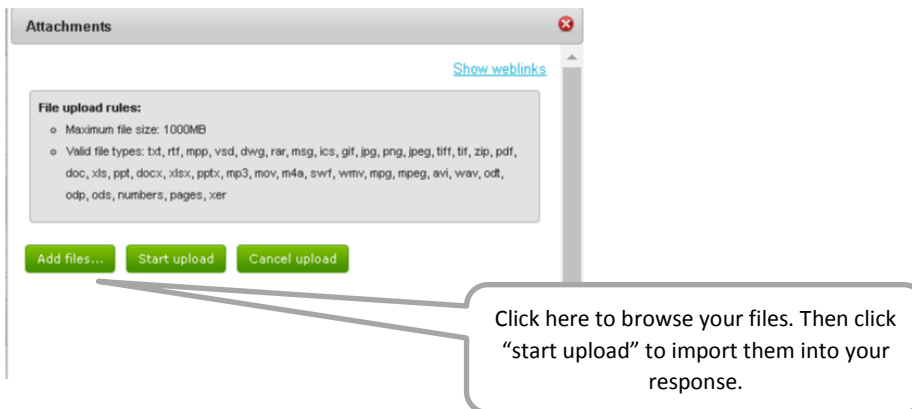 Attachments
Show weblinks
File upload rules:
Maximum file size: 1000MB
Valid file types: txt, rtf, mpp, vsd, dwg, rar, msg, ics, gif, jpg, png, jpeg, tiff, tif, zip, pdf,
doc, xls, ppt, docx, xlsx, pptx, mp3, mov, m4a, swf, wmv, mpg, mpeg, avi, wav, odt,
odp, ods, numbers, pages, xer
Add files... Start upload Cancel upload
Click here to browse your files. Then click
“start upload” to import them into your
response.